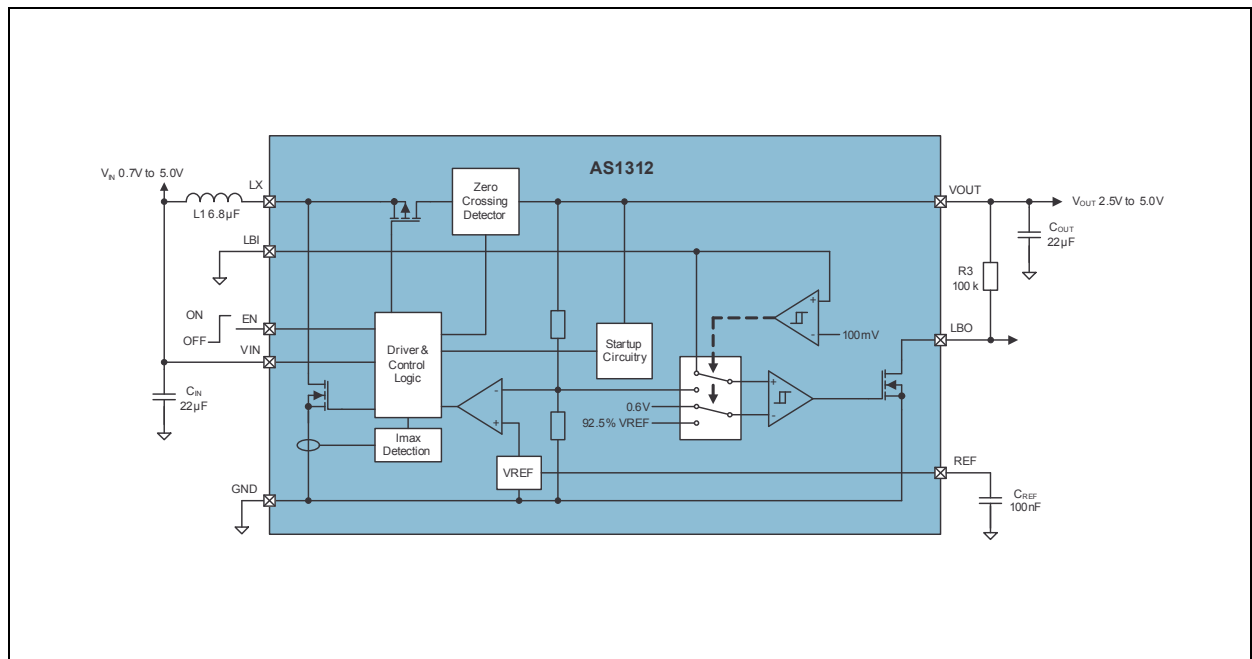 AS1312
VIN 0.7V to 5.0V
LX
L1 6.8µF
Zero
Crossing
Detector
VOUT
VOUT 2.5V to 5.0V
COUT
22µF
LBI
R3
100 k
ON
OFF
EN
VIN
Driver &
Control
Logic
Startup
Circuitry
+
-
100mV
LBO
CIN
22µF
-
+
0.6V
92.5% VREF
+
-
Imax
Detection
VREF
REF
GND
CREF
100nF